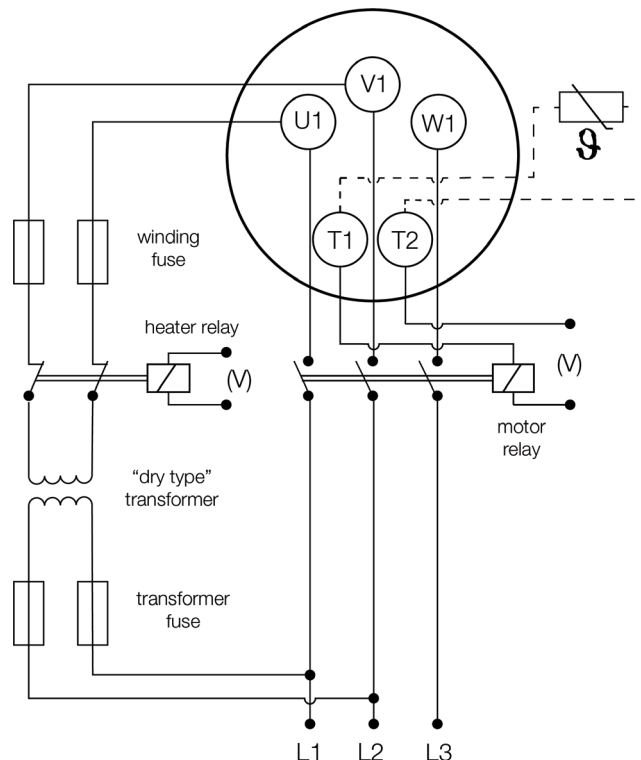 V1
U1
W1
ϑ
T1
T2
winding
fuse
heater relay
(V)
(V)
motor
relay
“dry type”
transformer
transformer
fuse
L1
L2
L3